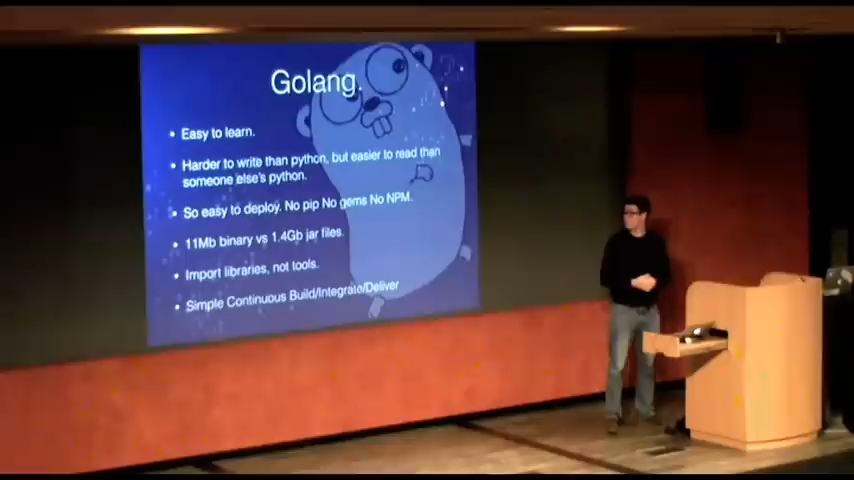 Golang.
• Easy to learn.
• Harder to write than python, but easier to read than
someone else's python.
• So easy to deploy. No pip No gems No NPM.
• 11Mb binary vs 1.4Gb jar files.
• Import libraries, not tools.
• Simple Continuous Build/Integrate/Deliver